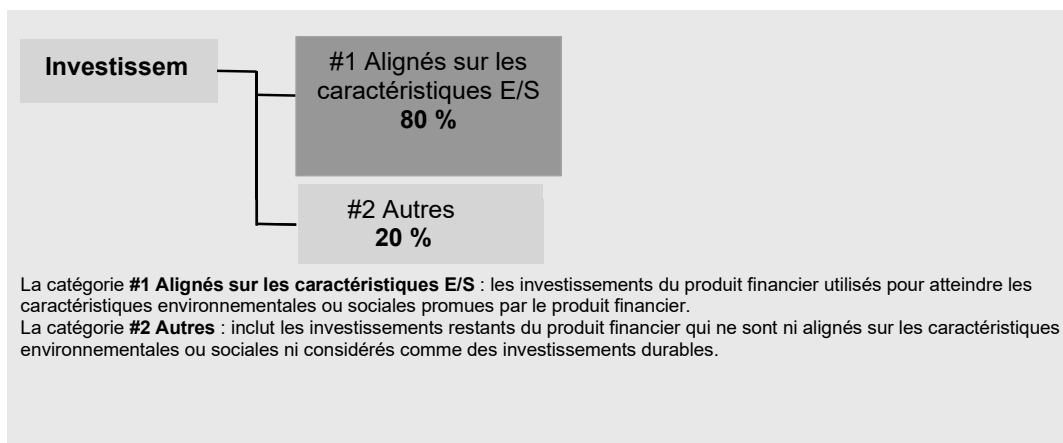 Investissem
#1 Alignés sur les
caractéristiques E/S
80 %
#2 Autres
20 %
La catégorie #1 Alignés sur les caractéristiques E/S : les investissements du produit financier utilisés pour atteindre les
caractéristiques environnementales ou sociales promues par le produit financier.
La catégorie #2 Autres : inclut les investissements restants du produit financier qui ne sont ni alignés sur les caractéristiques
environnementales ou sociales ni considérés comme des investissements durables.